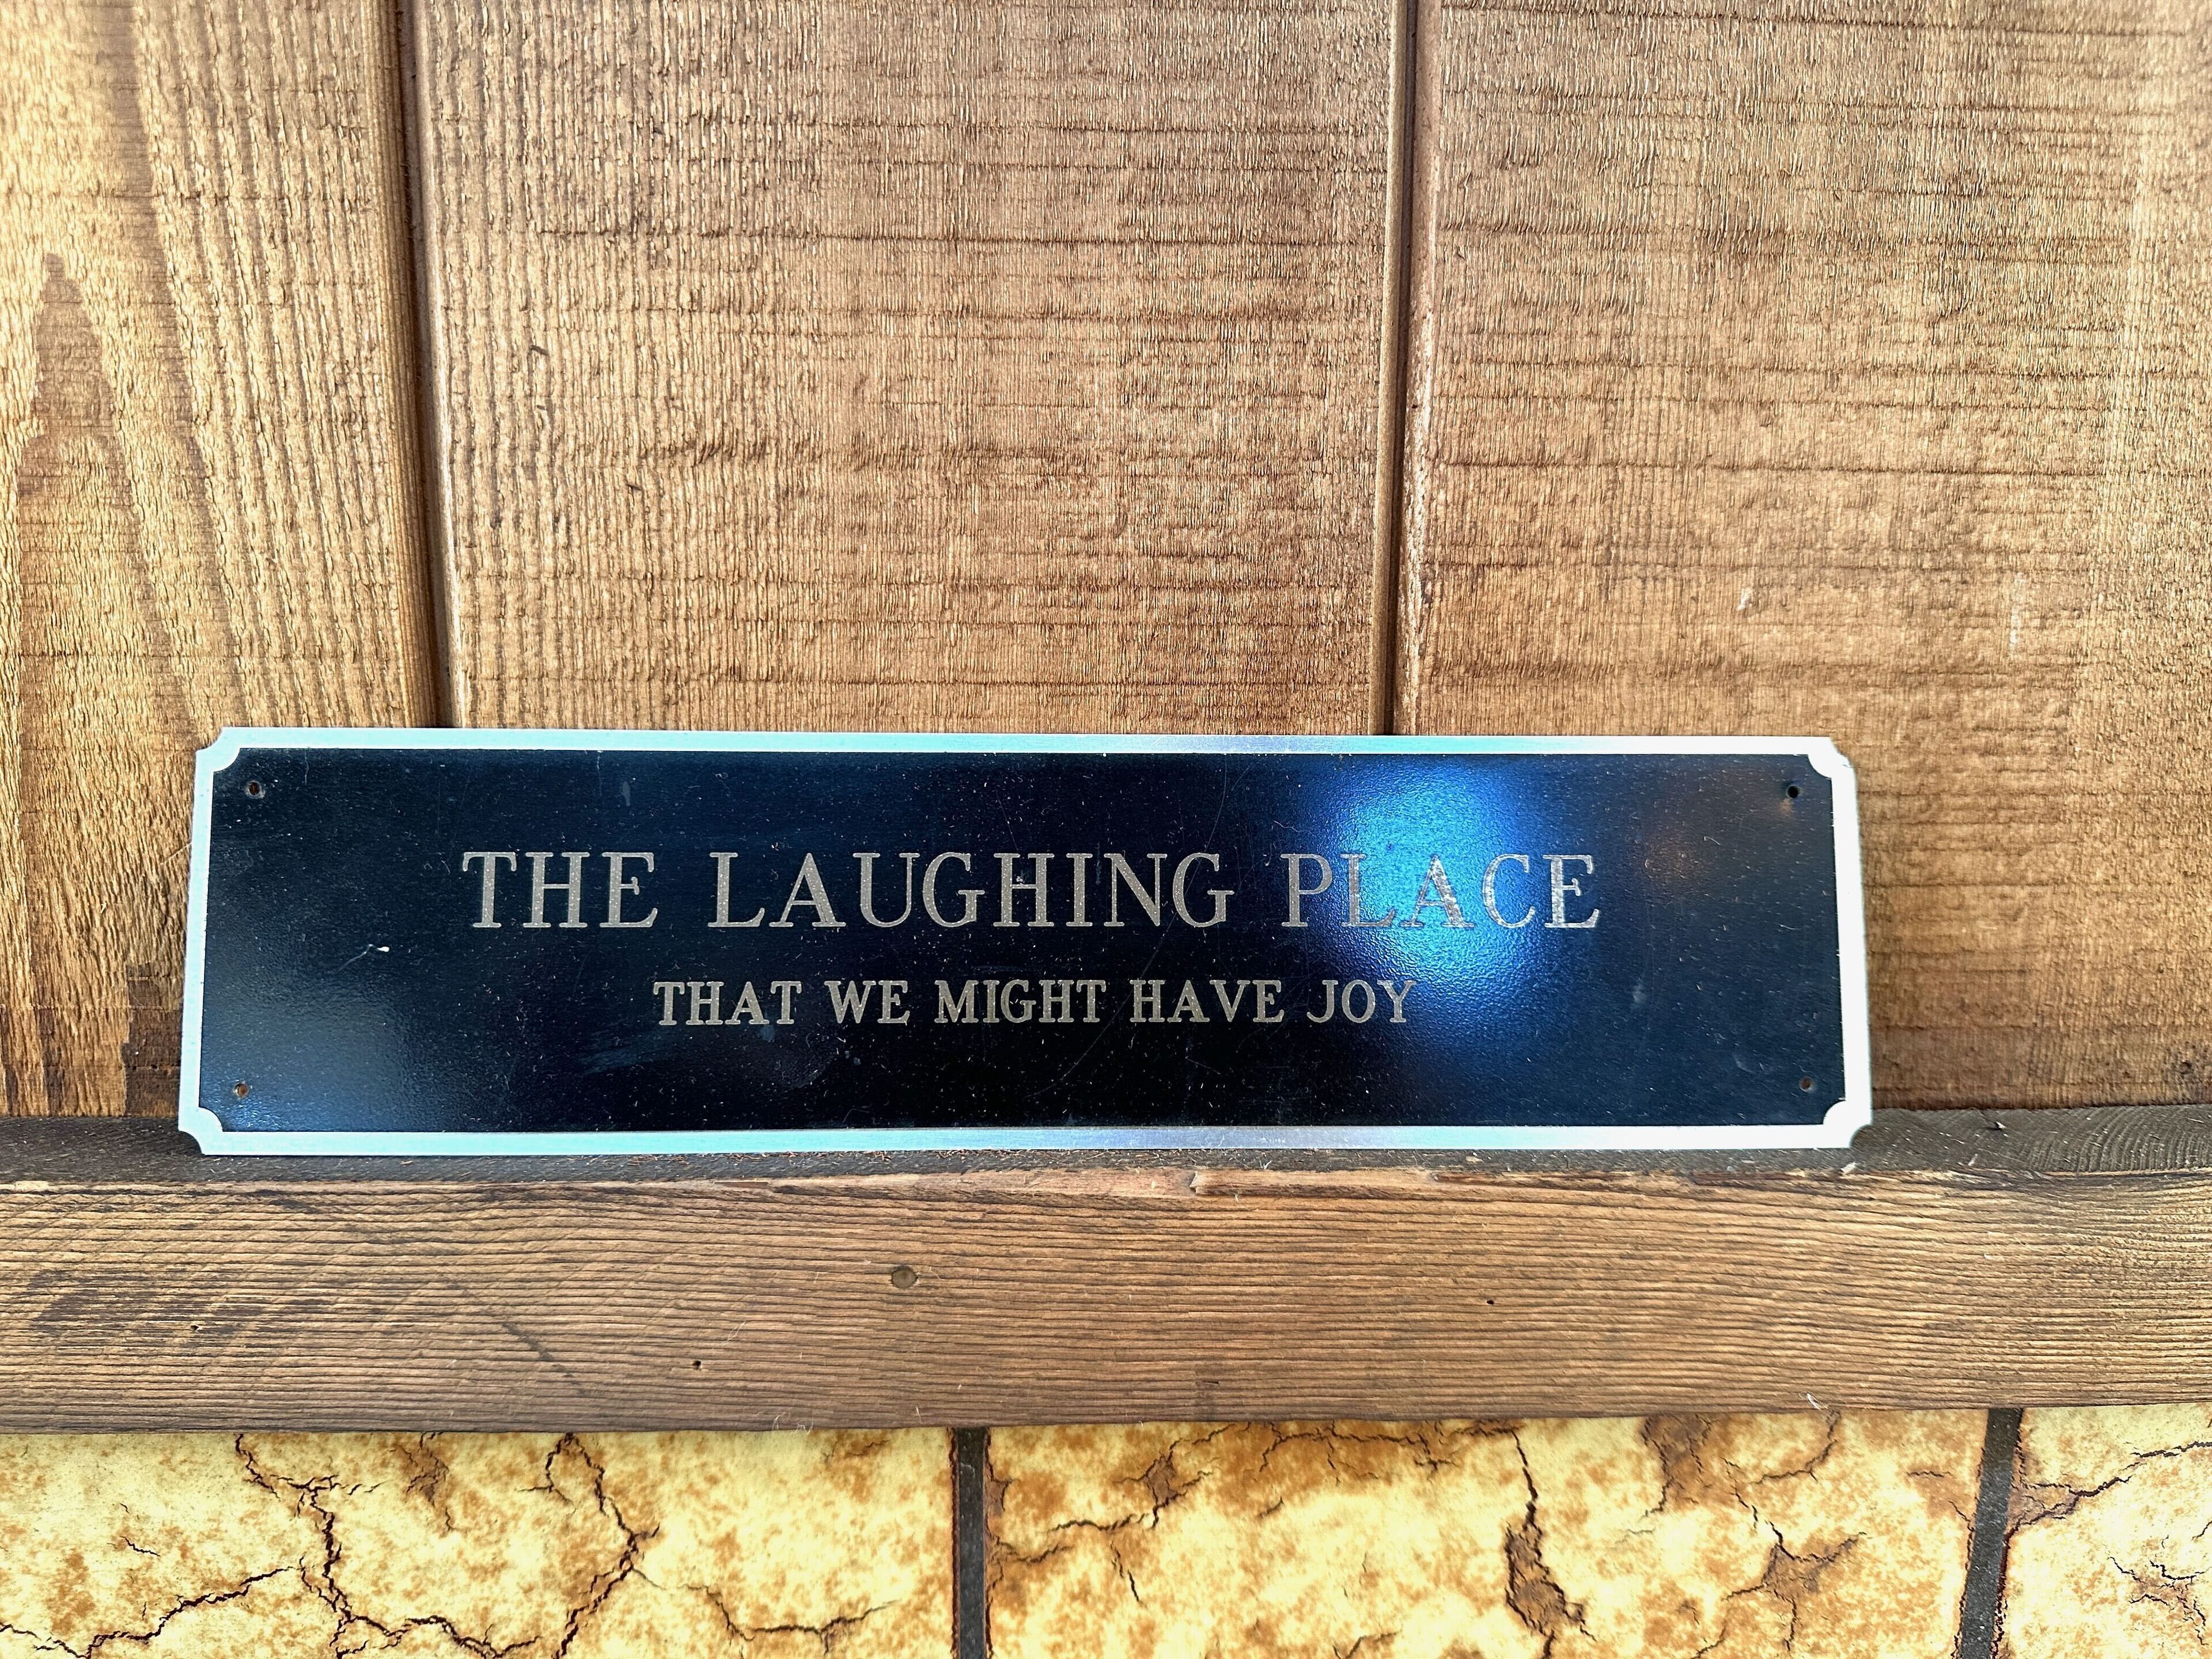 THE LAUGHING PLACE
THAT WE MIGHT HAVE JOY